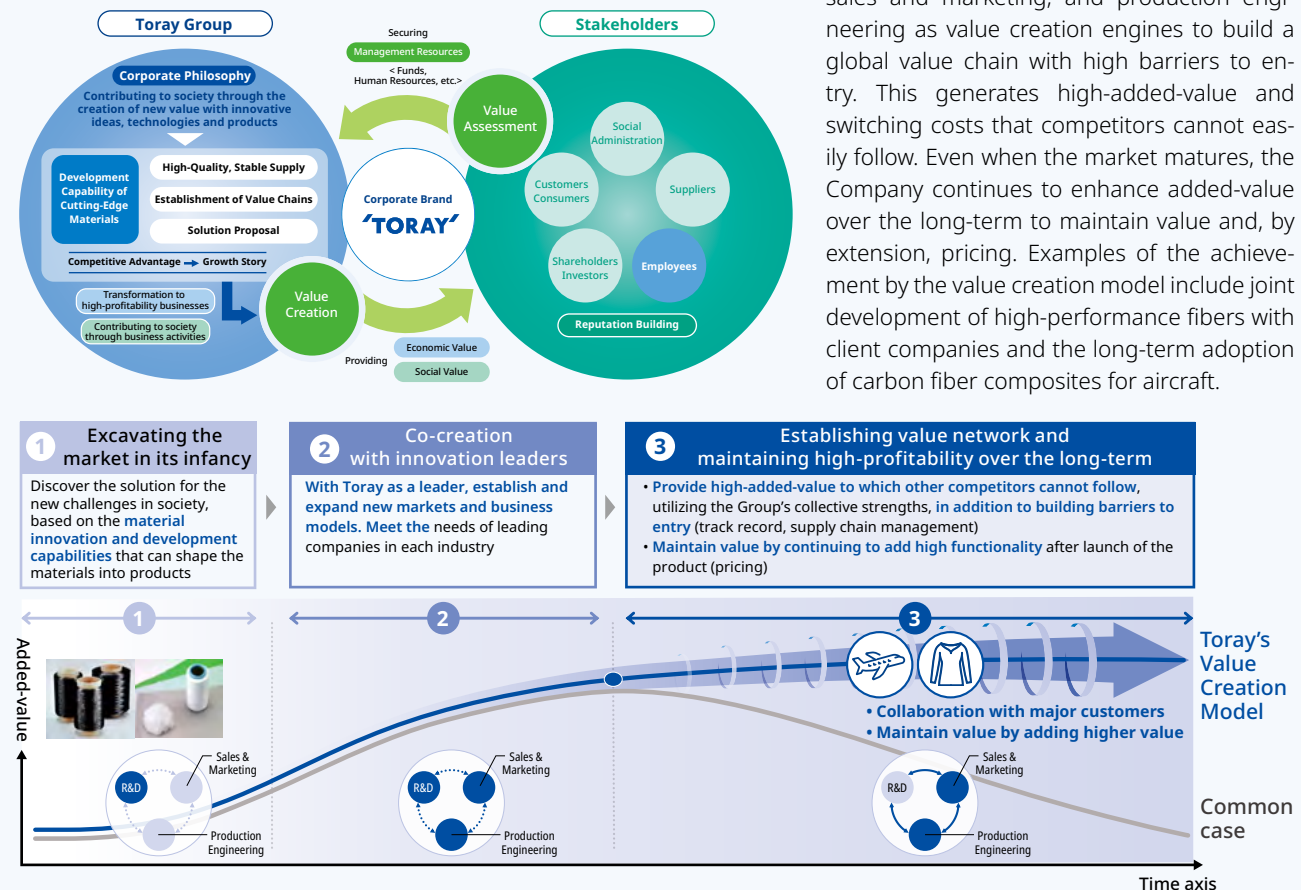 Toray Group
Corporate Philosophy
Contributing to society through the
creation of new value with innovative
ideas, technologies and products
Development
Capability of
Cutting-Edge
Materials
High-Quality, Stable Supply
Establishment of Value Chains
Solution Proposal
Competitive Advantage → Growth Story
Transformation to
high-profitability businesses
Contributing to society
through business activities
Value
Creation
Securing
Management Resources
< Funds,
Human Resources, etc.>
Corporate Brand
'TORAY'
Providing
Economic Value
Social Value
Value
Assessment
Stakeholders
Social
Administration
Customers
Consumers
Suppliers
Shareholders
Investors
Employees
Reputation Building
sales and marketing, and production engi-
neering as value creation engines to build a
global value chain with high barriers to en-
try. This generates high-added-value and
switching costs that competitors cannot eas-
ily follow. Even when the market matures, the
Company continues to enhance added-value
over the long-term to maintain value and, by
extension, pricing. Examples of the achieve-
ment by the value creation model include joint
development of high-performance fibers with
client companies and the long-term adoption
of carbon fiber composites for aircraft.
1 Excavating the
market in its infancy
Discover the solution for the
new challenges in society,
based on the material
innovation and development
capabilities that can shape the
materials into products
2 Co-creation
with innovation leaders
With Toray as a leader, establish and
expand new markets and business
models. Meet the needs of leading
companies in each industry
3 Establishing value network and
maintaining high-profitability over the long-term
• Provide high-added-value to which other competitors cannot follow,
utilizing the Group's collective strengths, in addition to building barriers to
entry (track record, supply chain management)
• Maintain value by continuing to add high functionality after launch of the
product (pricing)
1
2
3
Added-value
Toray's
Value
Creation
Model
• Collaboration with major customers
• Maintain value by adding higher value
R&D
Sales &
Marketing
Production
Engineering
R&D
Sales &
Marketing
Production
Engineering
R&D
Sales &
Marketing
Production
Engineering
Common
case
Time axis